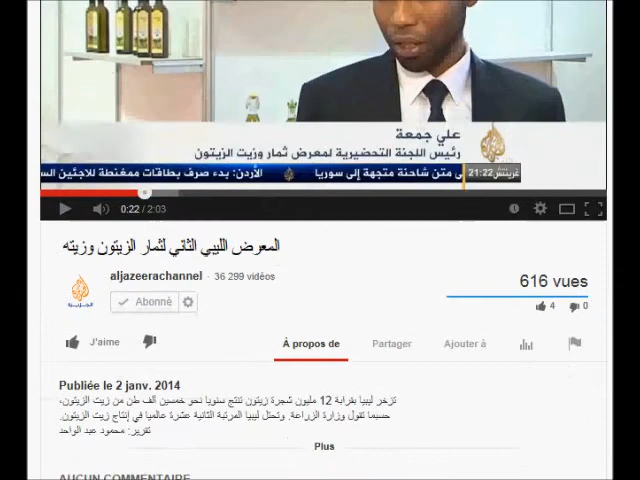 علي جمعة
رئيس اللجنة التحضيرية لمعرض ثمار وزيت الزيتون
ى متن شاحنة متجهة إلى سوريا الأردن: بدء صرف بطاقات ممغنطة للاجئين الس
غرينتش 21:22
0:22 / 2:03
المعرض الليبي الثاني لثمار الزيتون وزيته
aljazeerachannel · 36 299 vidéos
Abonné
616 vues
4 0
J'aime
À propos de Partager Ajouter à
Publiée le 2 janv. 2014
تزخر ليبيا بقرابة 12 مليون شجرة زيتون تنتج سنويا نحو خمسين ألف طن من زيت الزيتون،
حسبما تقول وزارة الزراعة. وتحتل ليبيا المرتبة الثانية عشرة عالميا في إنتاج زيت الزيتون.
تقرير: محمود عبد الواحد
Plus
AUCUN COMMENTAIRE